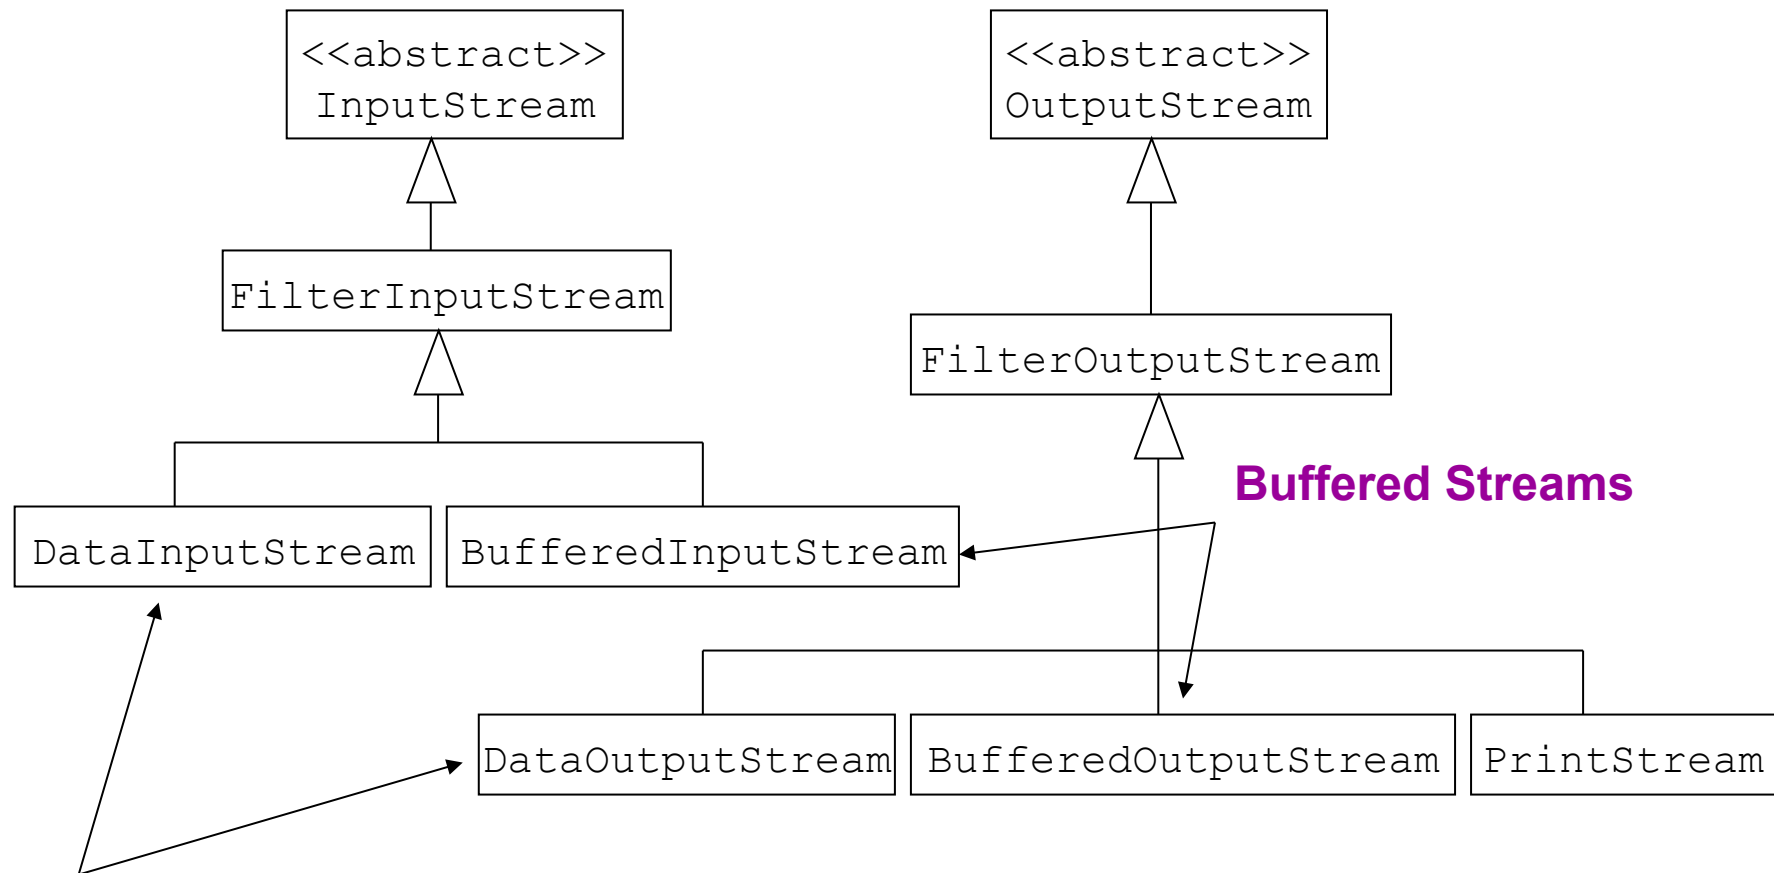 <<abstract>>
InputStream
<<abstract>>
OutputStream
FilterInputStream
FilterOutputStream
Buffered Streams
DataInputStream
BufferedInputStream
DataOutputStream
BufferedOutputStream
PrintStream